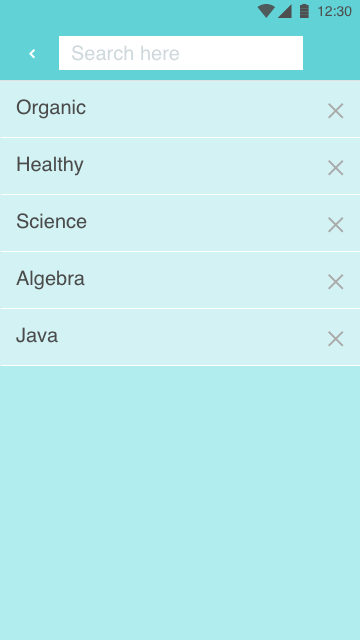 12:30
Search here
Organic
Healthy
Science
Algebra
Java